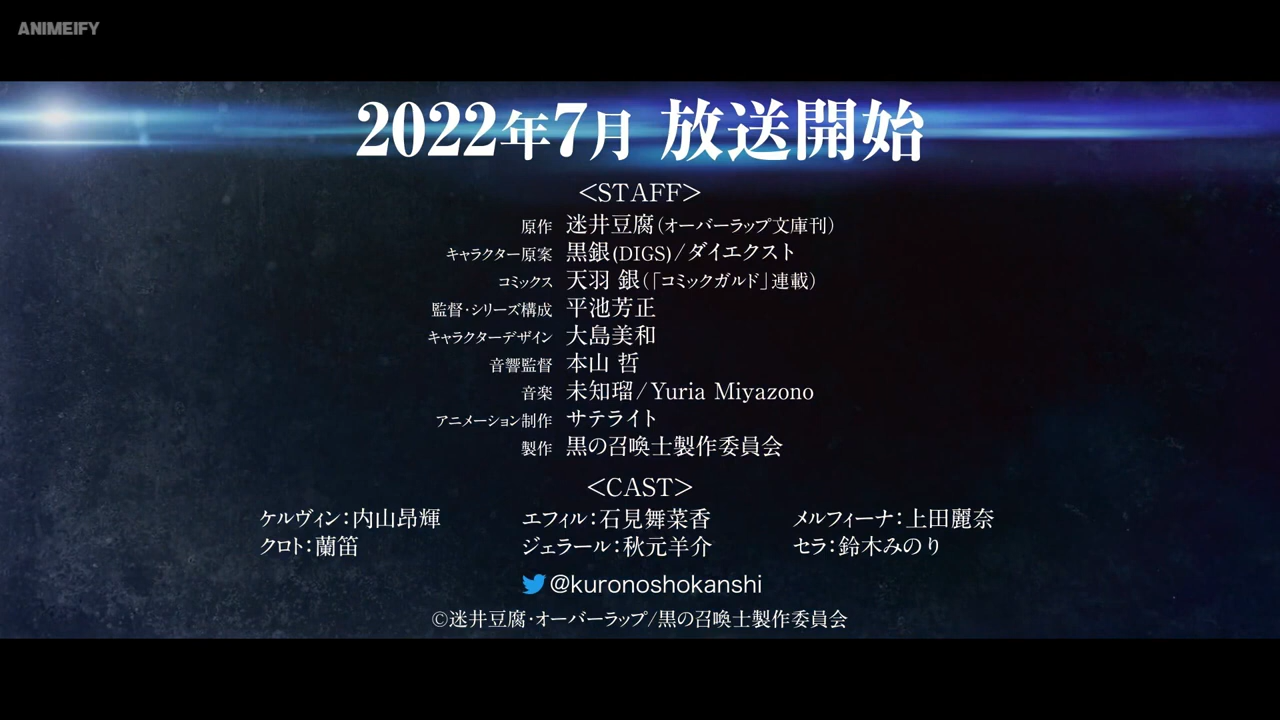 ANIMEIFY
2022年7月 放送開始
<STAFF>
原作 迷井豆腐(オーバーラップ文庫刊)
キャラクター原案 黒銀(DIGS)/ダイエクスト
コミックス 天羽 銀(「コミックガルド」連載)
監督・シリーズ構成 平池芳正
キャラクターデザイン 大島美和
音響監督 本山 哲
音楽 未知瑠/Yuria Miyazono
アニメーション制作 サテライト
製作 黒の召喚士製作委員会
<CAST>
ケルヴィン:内山昂輝 エフィル:石見舞菜香 メルフィーナ:上田麗奈
クロト:蘭笛 ジェラール:秋元羊介 セラ:鈴木みのり
@kuronoshokanshi
©迷井豆腐・オーバーラップ/黒の召喚士製作委員会